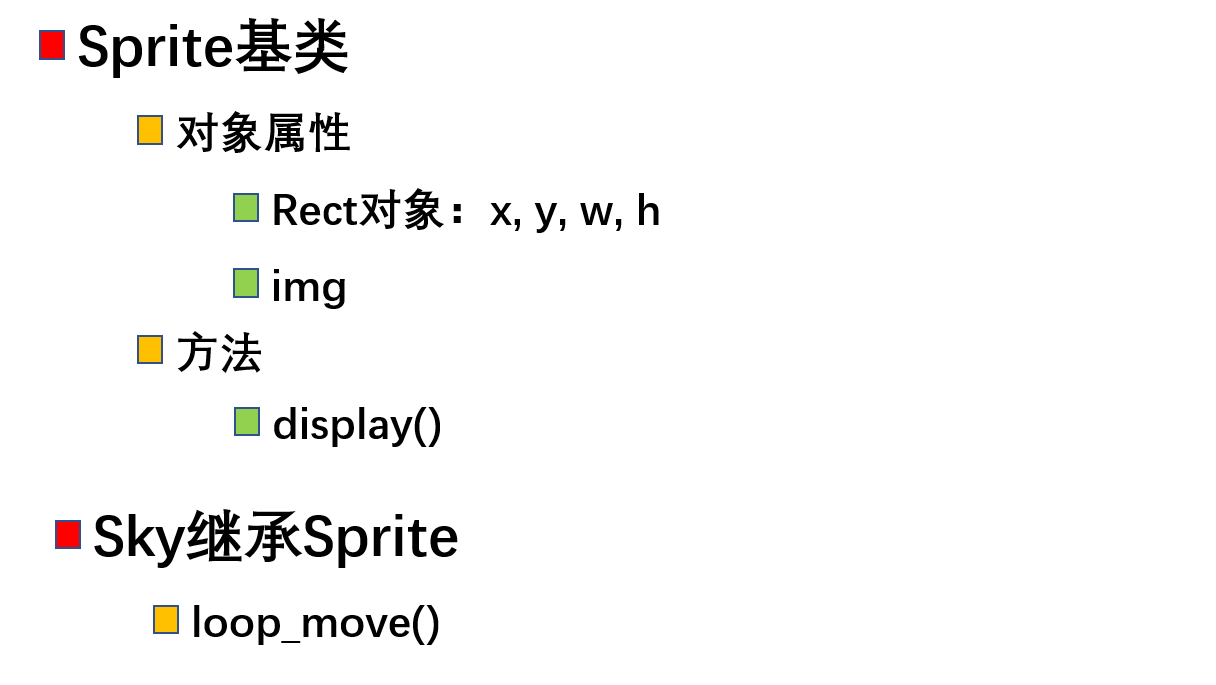 Sprite基类
对象属性
Rect对象：x, y, w, h
img
方法
display()
Sky继承Sprite
loop_move()